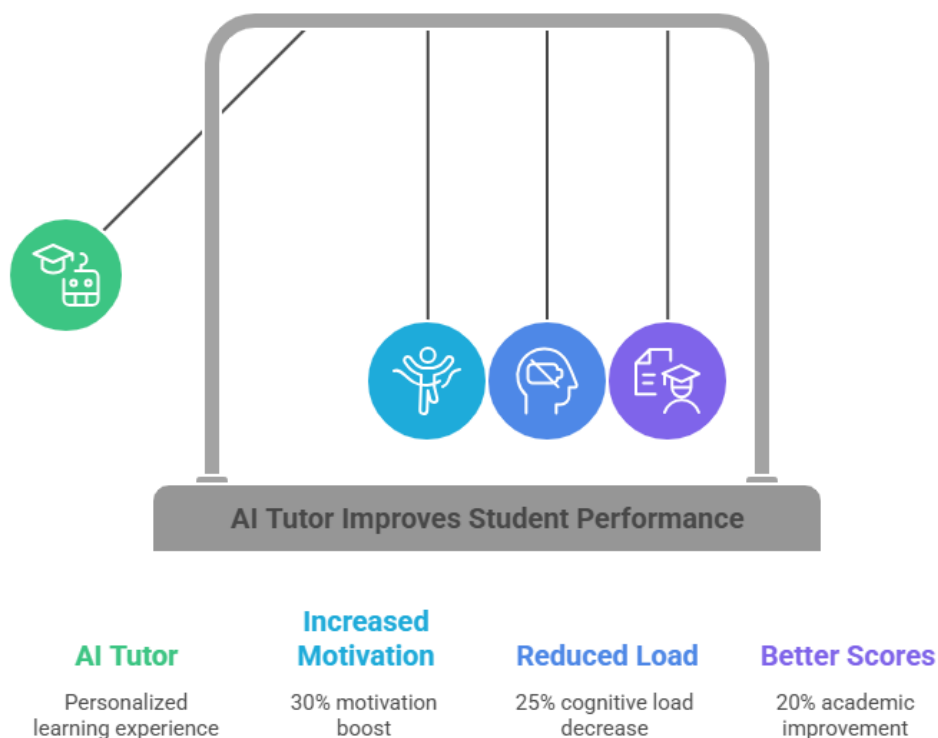 AI Tutor Improves Student Performance
AI Tutor
Personalized
learning experience
Increased
Motivation
30% motivation
boost
Reduced Load
25% cognitive load
decrease
Better Scores
20% academic
improvement